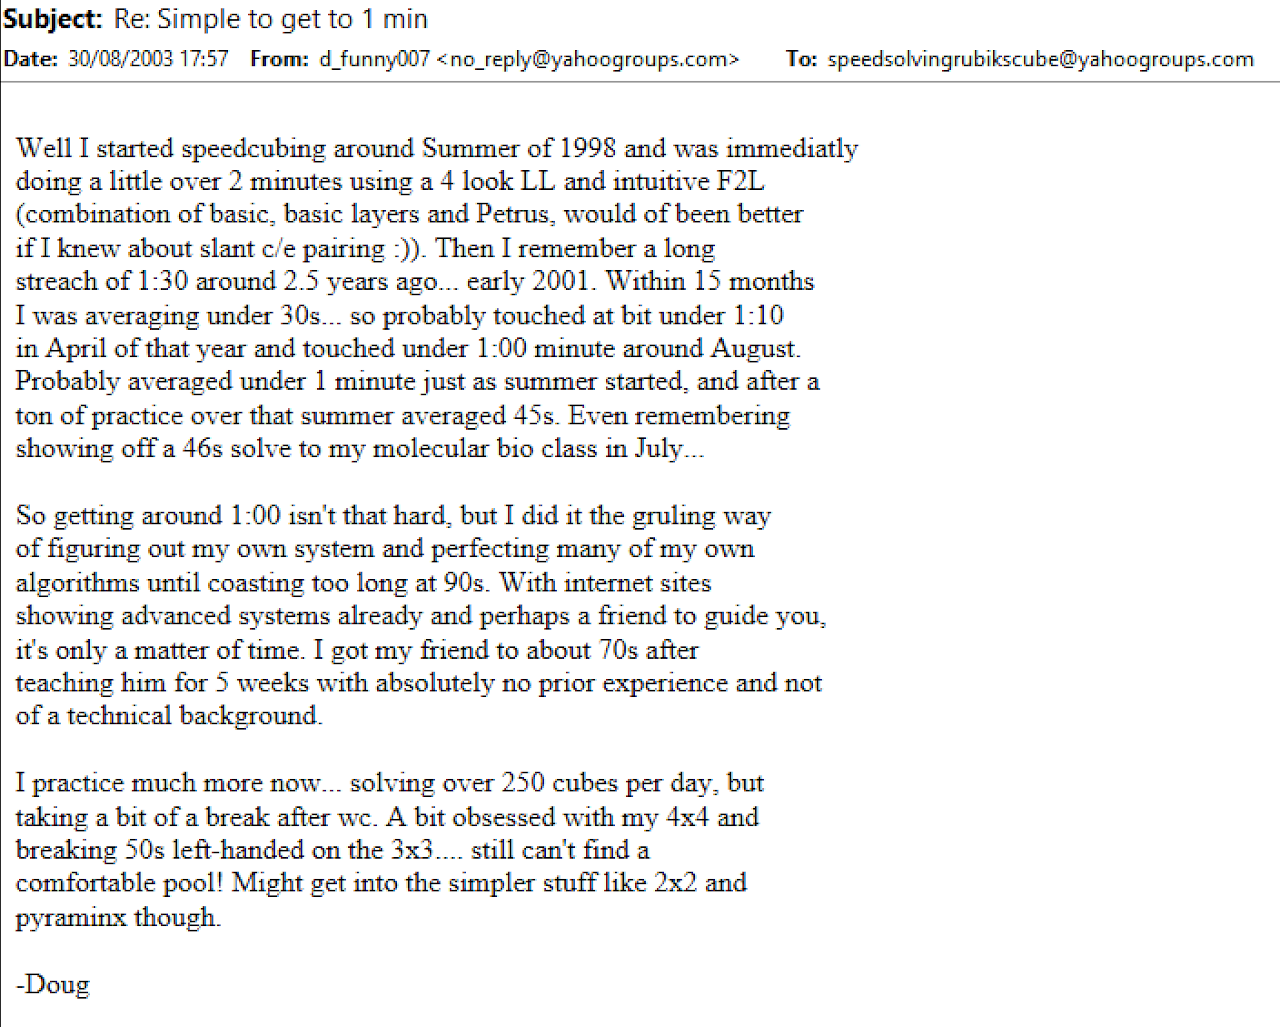 Subject: Re: Simple to get to 1 min
Date: 30/08/2003 17:57 From: d_funny007 <no_reply@yahoogroups.com> To: speedsolvingrubikscube@yahoogroups.com
Well I started speedcubing around Summer of 1998 and was immediatly
doing a little over 2 minutes using a 4 look LL and intuitive F2L
(combination of basic, basic layers and Petrus, would of been better
if I knew about slant c/e pairing :)). Then I remember a long
streach of 1:30 around 2.5 years ago... early 2001. Within 15 months
I was averaging under 30s... so probably touched at bit under 1:10
in April of that year and touched under 1:00 minute around August.
Probably averaged under 1 minute just as summer started, and after a
ton of practice over that summer averaged 45s. Even remembering
showing off a 46s solve to my molecular bio class in July...
So getting around 1:00 isn't that hard, but I did it the gruling way
of figuring out my own system and perfecting many of my own
algorithms until coasting too long at 90s. With internet sites
showing advanced systems already and perhaps a friend to guide you,
it's only a matter of time. I got my friend to about 70s after
teaching him for 5 weeks with absolutely no prior experience and not
of a technical background.
I practice much more now... solving over 250 cubes per day, but
taking a bit of a break after wc. A bit obsessed with my 4x4 and
breaking 50s left-handed on the 3x3.... still can't find a
comfortable pool! Might get into the simpler stuff like 2x2 and
pyraminx though.
-Doug